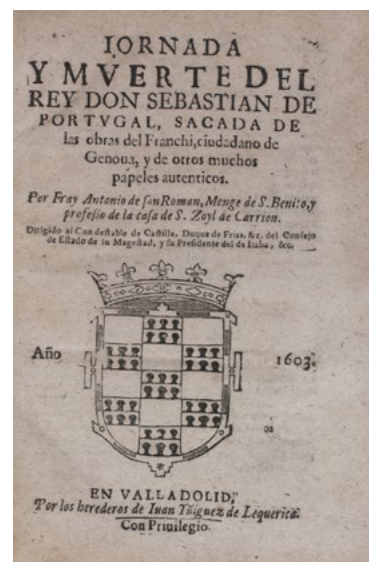 IORNADA
Y MVERTE DEL
REY DON SEBASTIAN DE
PORTVGAL, SACADA DE
las obras del Franchi, ciudadano de
Genoua, y de otros muchos
papeles autenticos.
Por Fray Antonio de san Roman, Monge de S. Benito, y
professo de la casa de S. Zoyl de Carrion.
Dirigido al Condestable de Castilla, Duque de Frias, &c. del Consejo
de Estado de su Magestad, y su Presidente del de Italia, &c.
Año 1603.
EN VALLADOLID,
Por los herederos de Iuan Yñiguez de Lequerica.
Con Priuilegio.